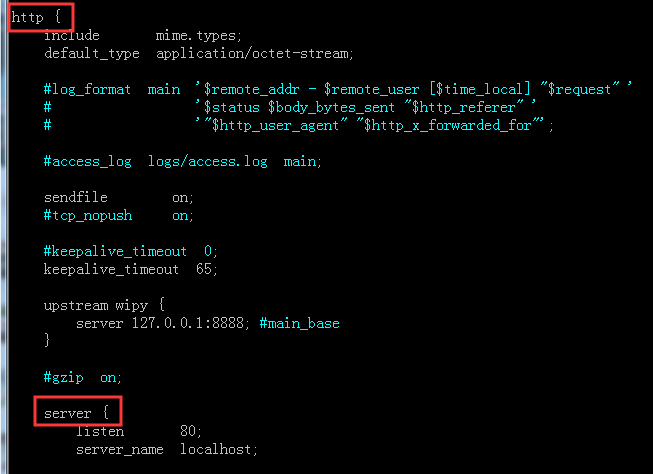 http {
include mime.types;
default_type application/octet-stream;
#log_format main '$remote_addr - $remote_user [$time_local] "$request" '
# '$status $body_bytes_sent "$http_referer" '
# '"$http_user_agent" "$http_x_forwarded_for"';
#access_log logs/access.log main;
sendfile on;
#tcp_nopush on;
#keepalive_timeout 0;
keepalive_timeout 65;
upstream wipy {
server 127.0.0.1:8888; #main_base
}
#gzip on;
server {
listen 80;
server_name localhost;